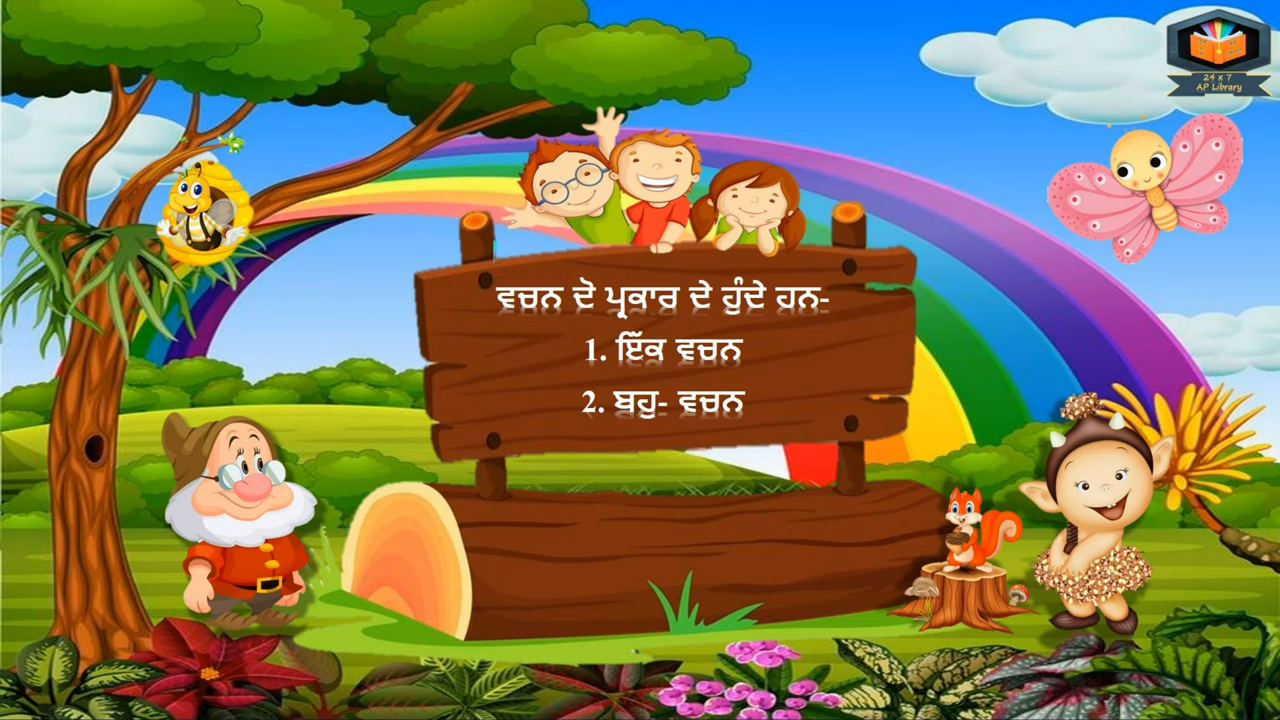 24 x 7
AP Library
ਵਚਨ ਦੋ ਪ੍ਰਕਾਰ ਦੇ ਹੁੰਦੇ ਹਨ-
1. ਇੱਕ ਵਚਨ
2. ਬਹੁ- ਵਚਨ